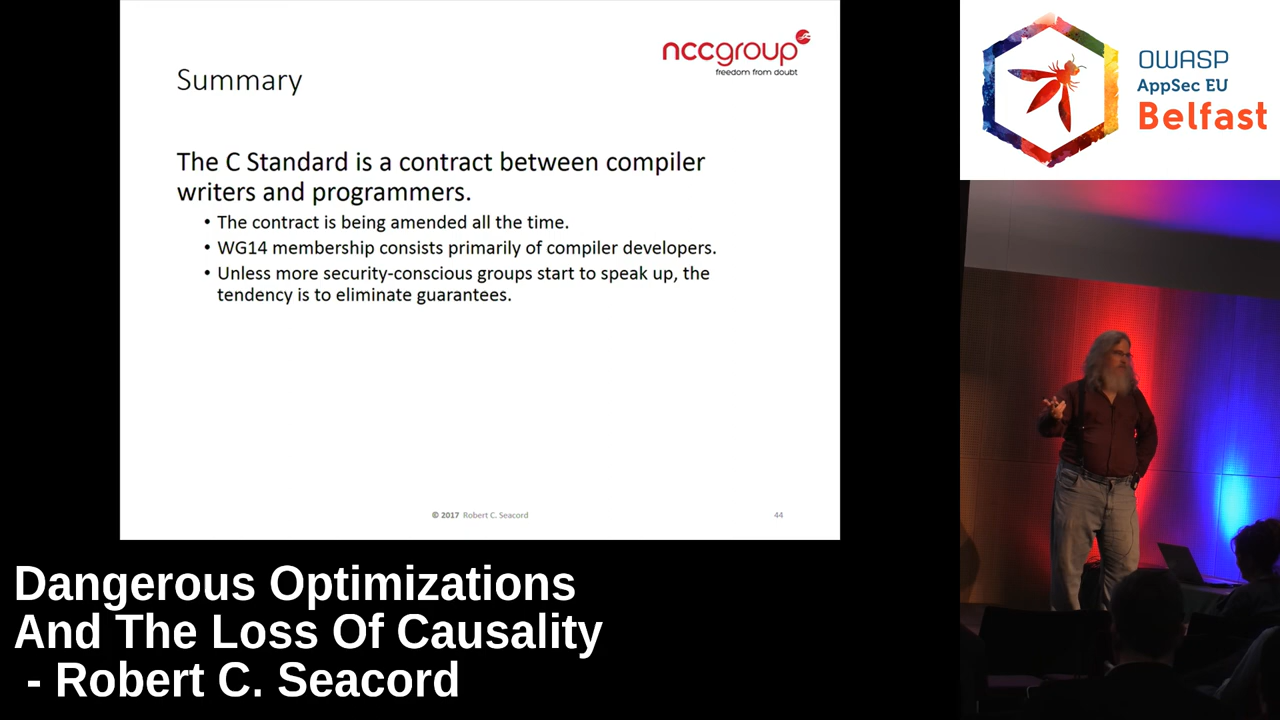 nccgroup
freedom from doubt
Summary
The C Standard is a contract between compiler
writers and programmers.
• The contract is being amended all the time.
• WG14 membership consists primarily of compiler developers.
• Unless more security-conscious groups start to speak up, the
tendency is to eliminate guarantees.
© 2017 Robert C. Seacord
44
OWASP
AppSec EU
Belfast
Dangerous Optimizations
And The Loss Of Causality
- Robert C. Seacord